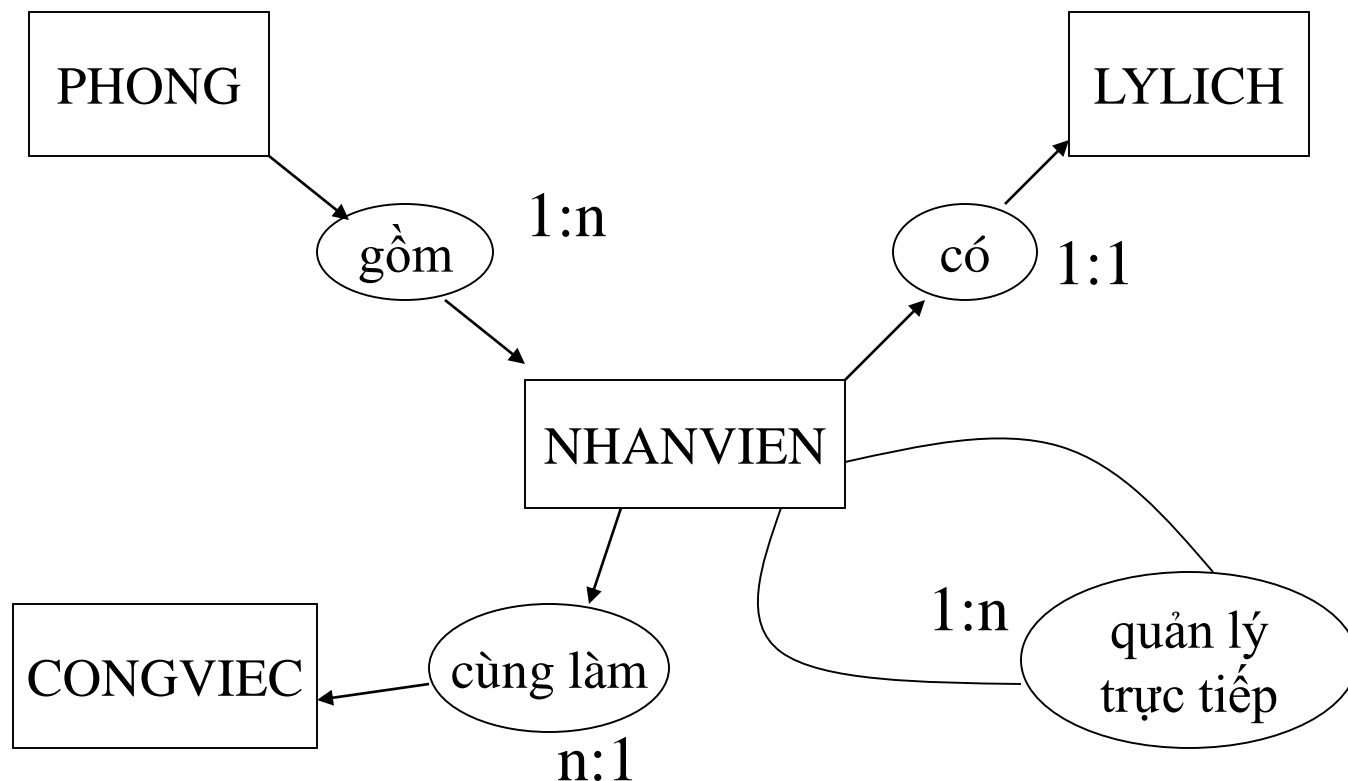 PHONG
LYLICH
1:n
gồm
có
1:1
NHANVIEN
1:n
quản lý
trực tiếp
CONGVIEC
cùng làm
n:1